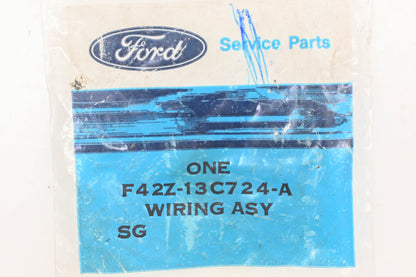 Ford Service Parts
ONE
F42Z-13C724-A
WIRING ASY
SG